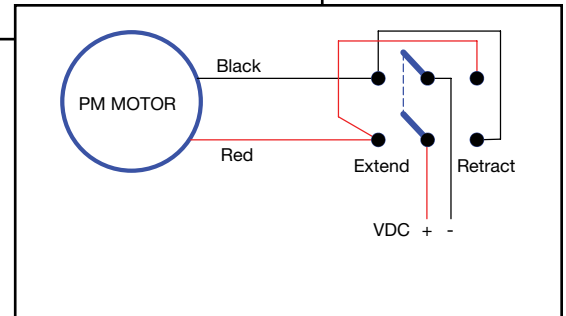 Black
PM MOTOR
Red
Extend
Retract
VDC + -